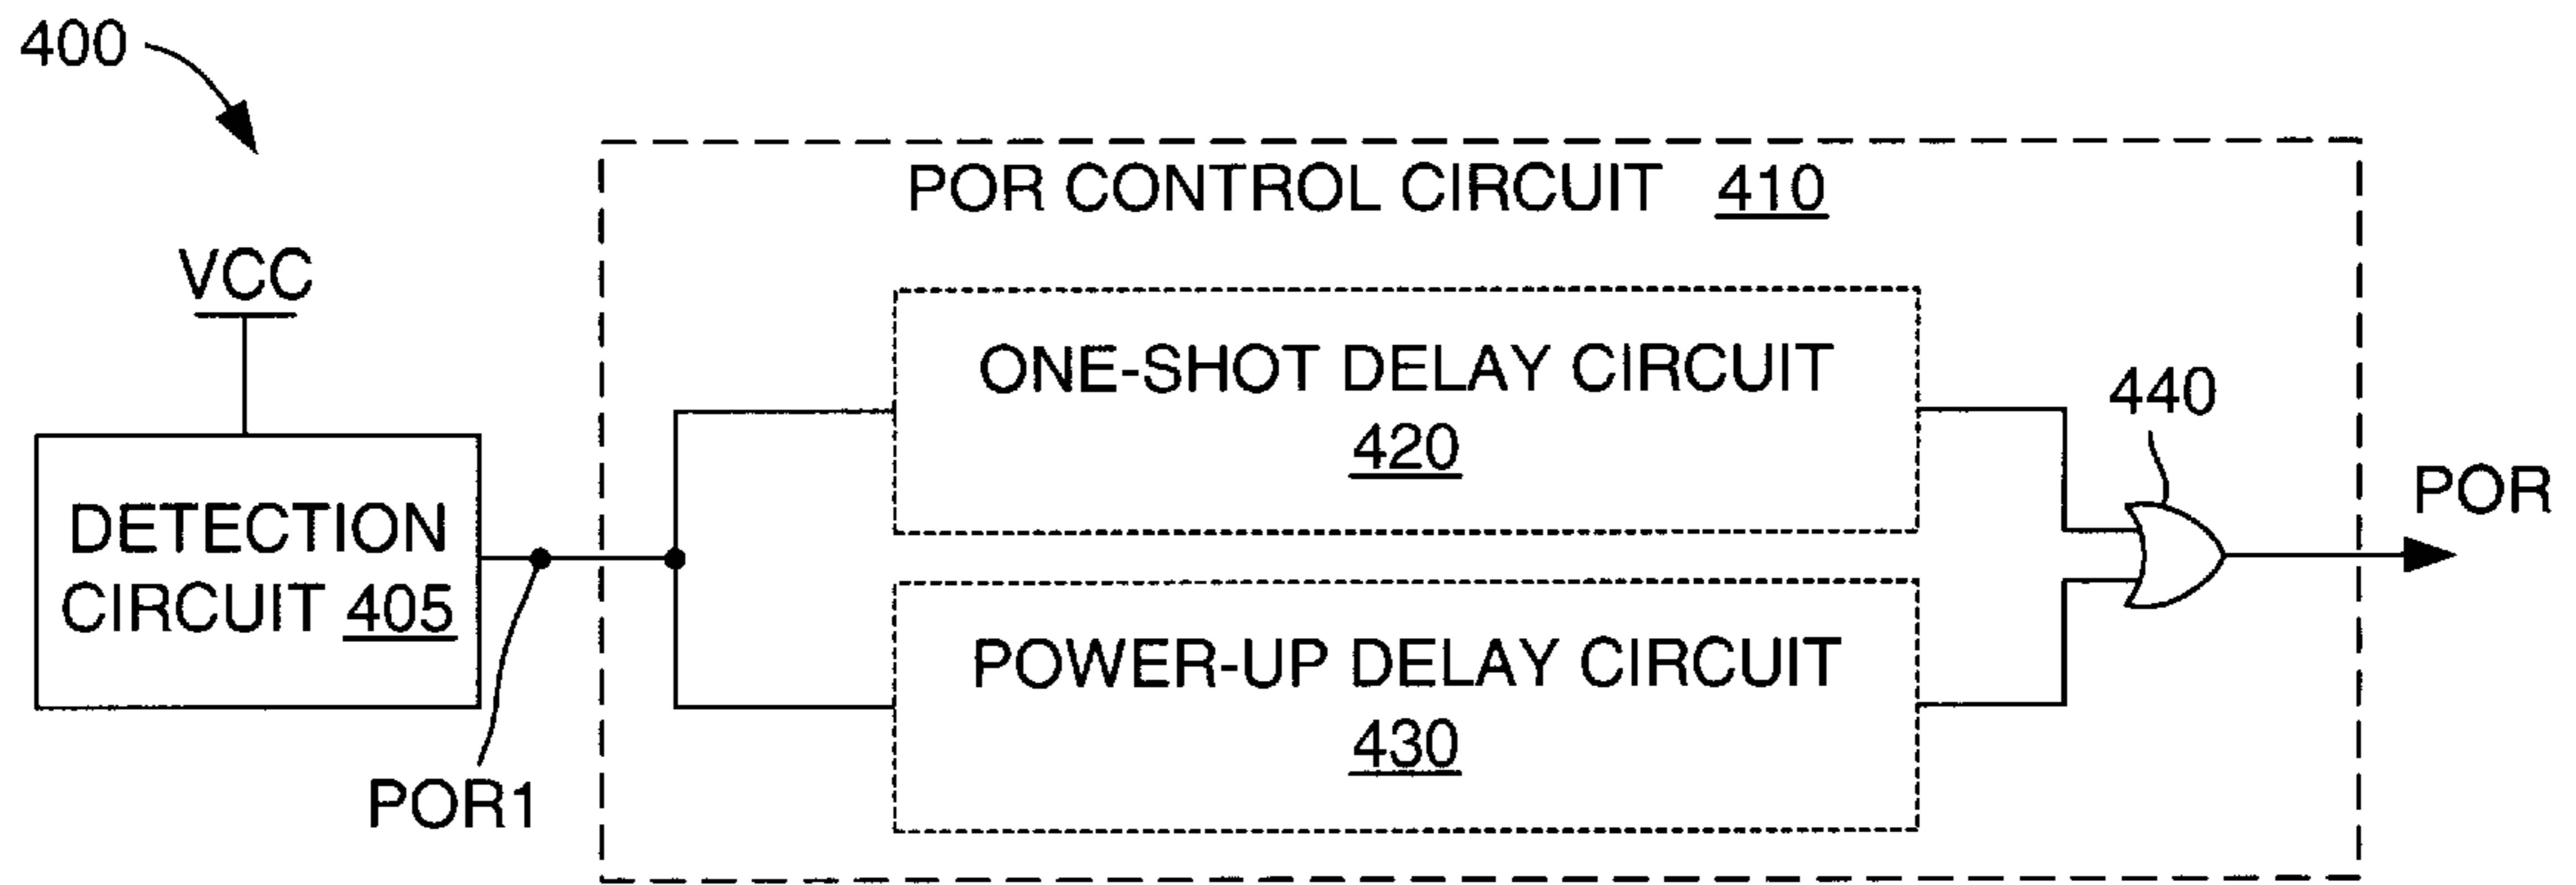 400
POR CONTROL CIRCUIT 410
VCC
ONE-SHOT DELAY CIRCUIT
420
440
POR
DETECTION
CIRCUIT 405
POWER-UP DELAY CIRCUIT
430
POR1